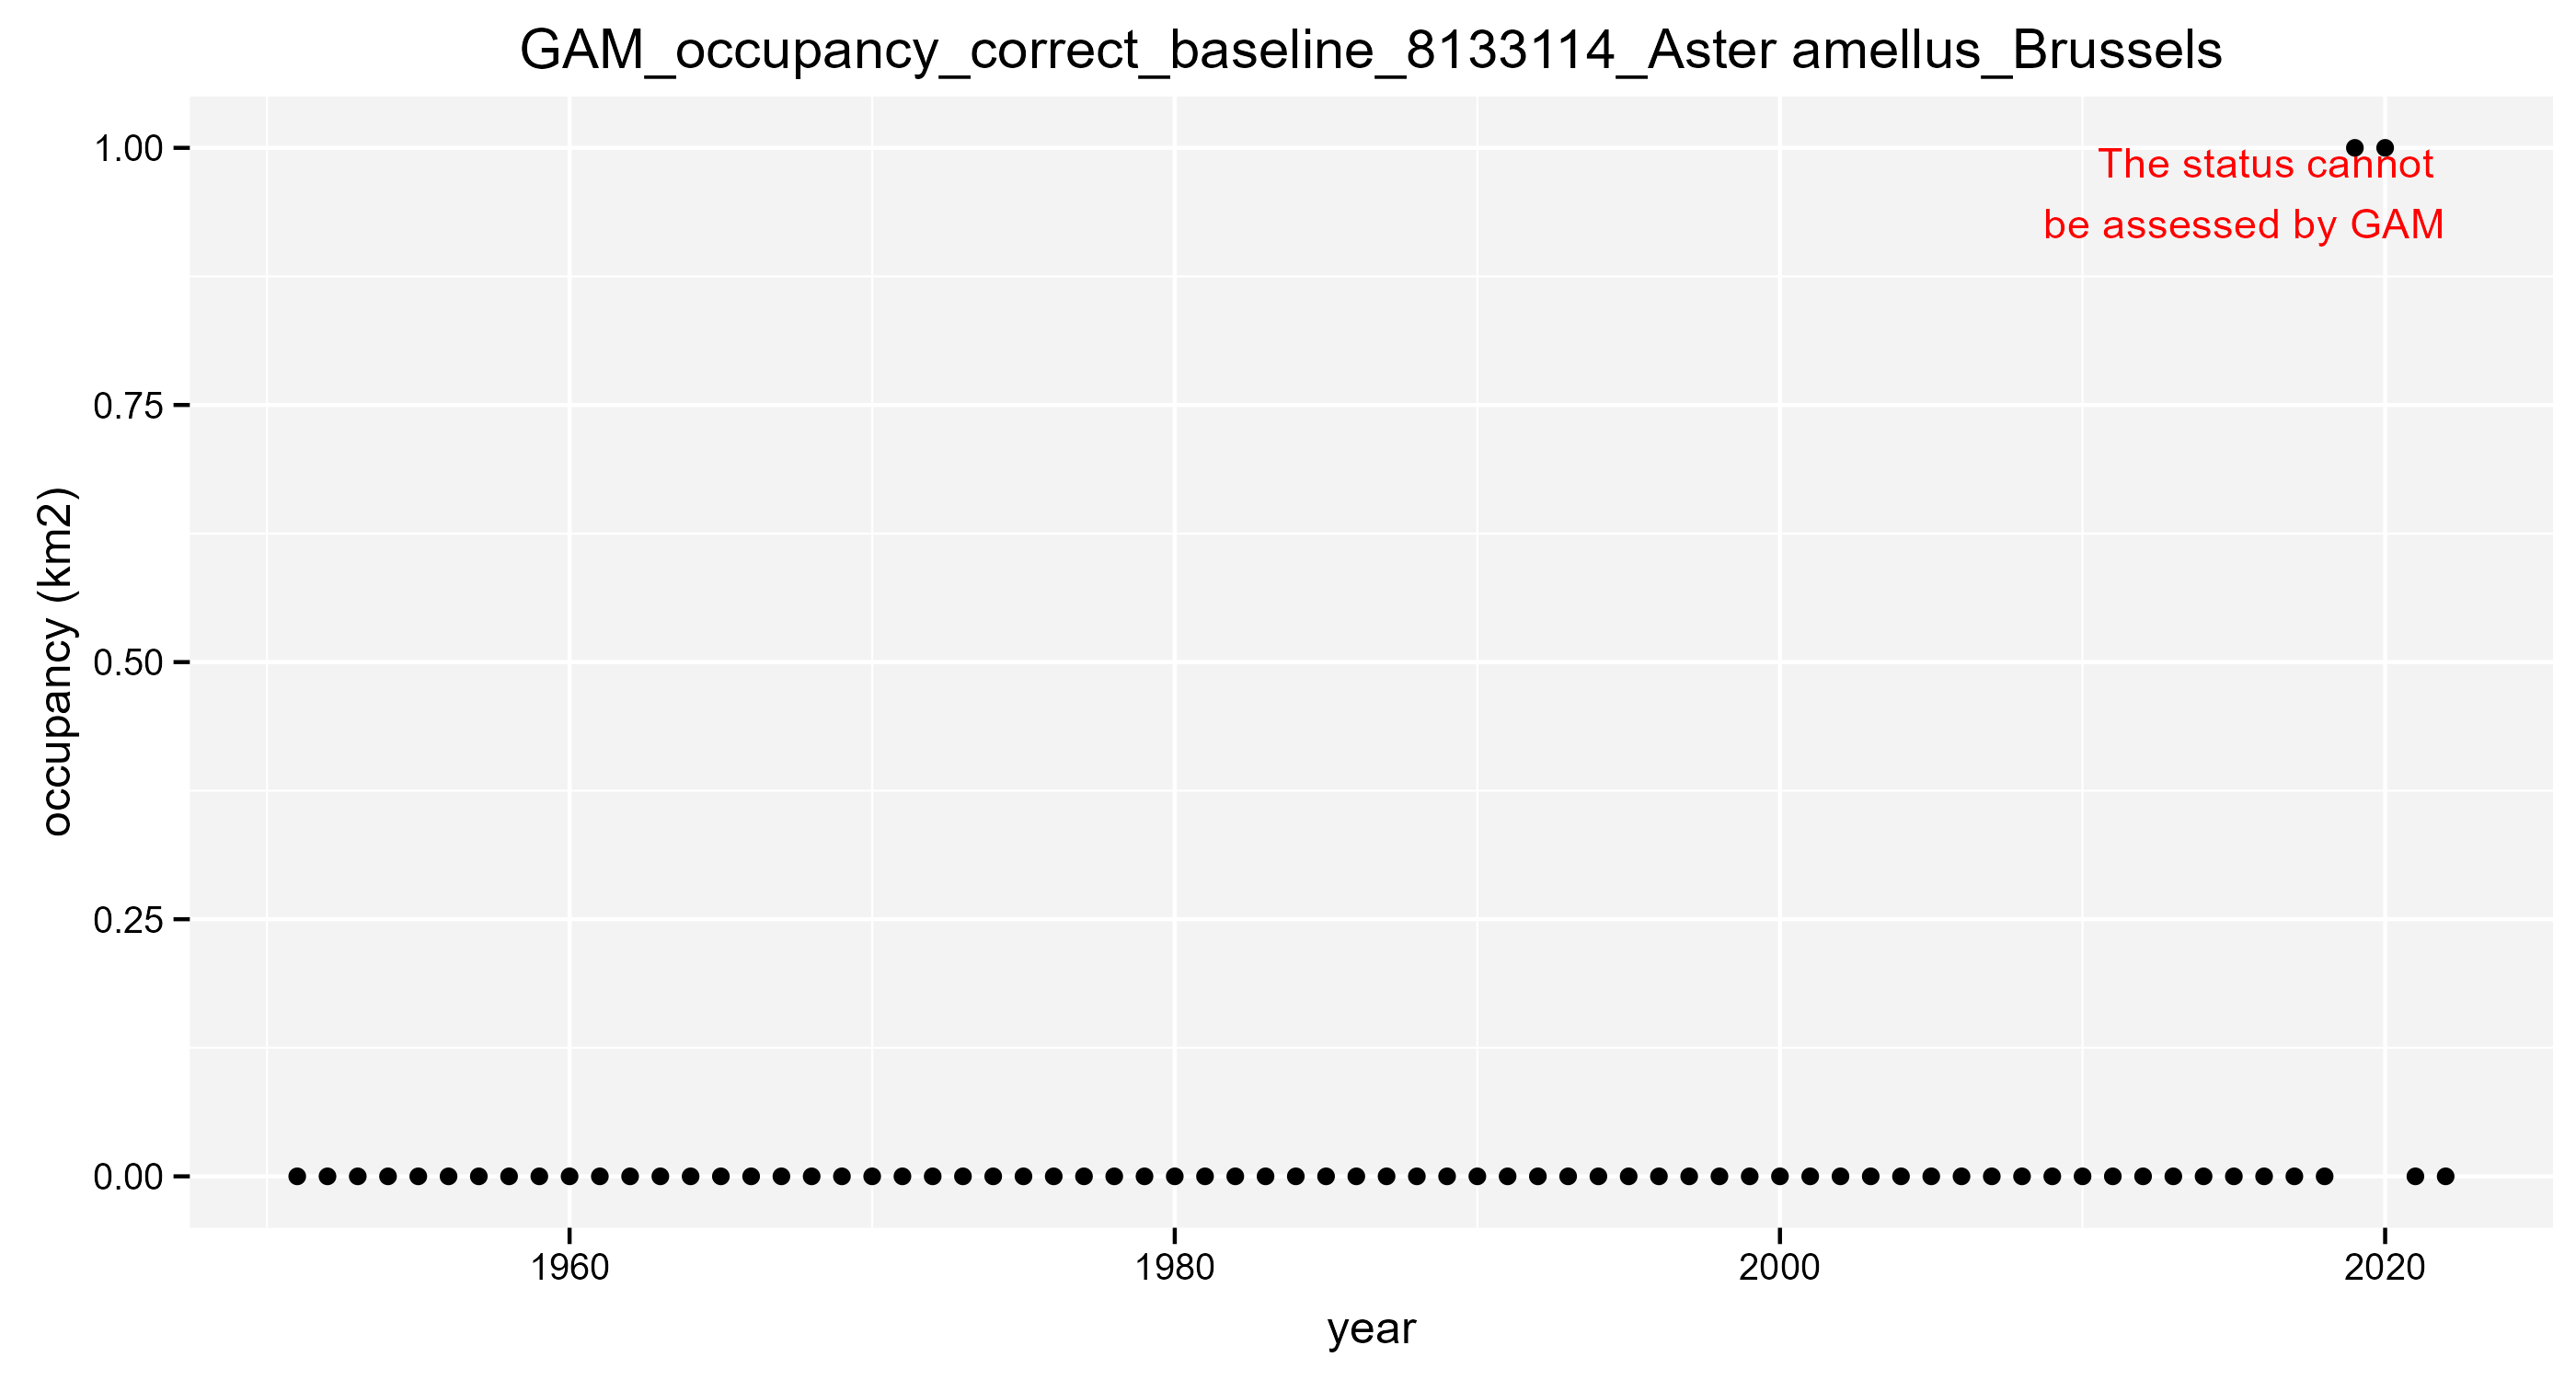 GAM_occupancy_correct_baseline_8133114_Aster amellus_Brussels
The status cannot
be assessed by GAM
occupancy (km2)
1.00
0.75
0.50
0.25
0.00
1960
1980
2000
2020
year